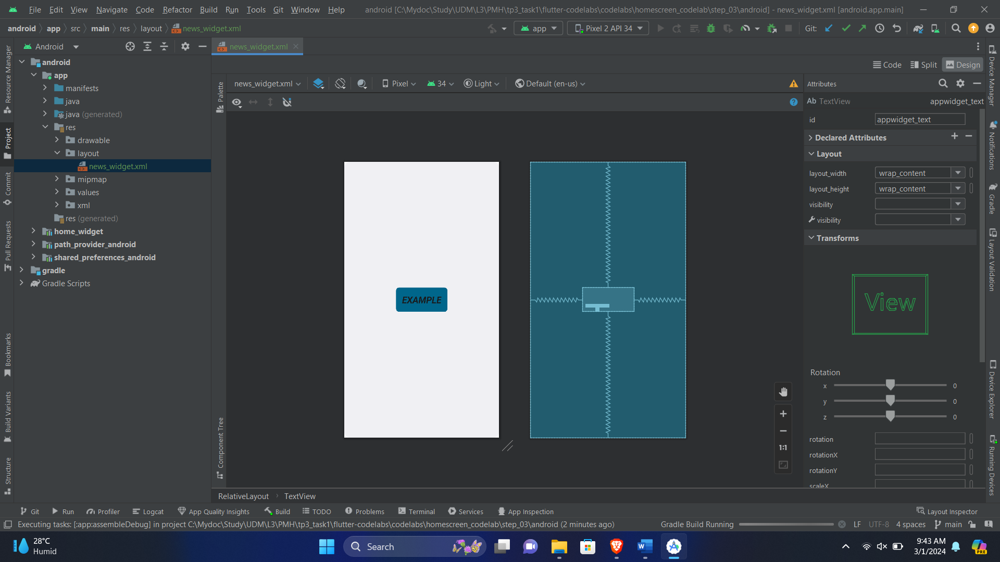 File Edit View Navigate Code Refactor Build Run Tools Git Window Help android [C:\Mydoc\Study\UDM\L3\PMH\tp3_task1\flutter-codelabs\codelabs\homescreen_codelab\step_03\android] - news_widget.xml [android.app.main]
android app src main res layout news_widget.xml app Pixel 2 API 34 Git:
Android
news_widget.xml
Code Split Design
android
app
manifests
java
java (generated)
res
drawable
layout
news_widget.xml
mipmap
values
xml
res (generated)
home_widget
path_provider_android
shared_preferences_android
gradle
Gradle Scripts
Resource Manager
Project
Commit
Pull Requests
Bookmarks
Build Variants
Structure
Palette
Component Tree
news_widget.xml Pixel 34 Light Default (en-us)
EXAMPLE
1:1
Attributes
Ab TextView appwidget_text
id appwidget_text
Declared Attributes
Layout
layout_width wrap_content
layout_height wrap_content
visibility
visibility
Transforms
View
Rotation
x 0
y 0
z 0
rotation
rotationX
rotationY
scaleX
Device Manager
Notifications
Gradle
Layout Validation
Device Explorer
Running Devices
RelativeLayout TextView
Git Run Profiler Logcat App Quality Insights Build TODO Problems Terminal Services App Inspection Layout Inspector
Executing tasks: [:app:assembleDebug] in project C:\Mydoc\Study\UDM\L3\PMH\tp3_task1\flutter-codelabs\codelabs\homescreen_codelab\step_03\android (2 minutes ago) Gradle Build Running LF UTF-8 4 spaces main
28°C
Humid
Search
W
PRE
9:43 AM
3/1/2024